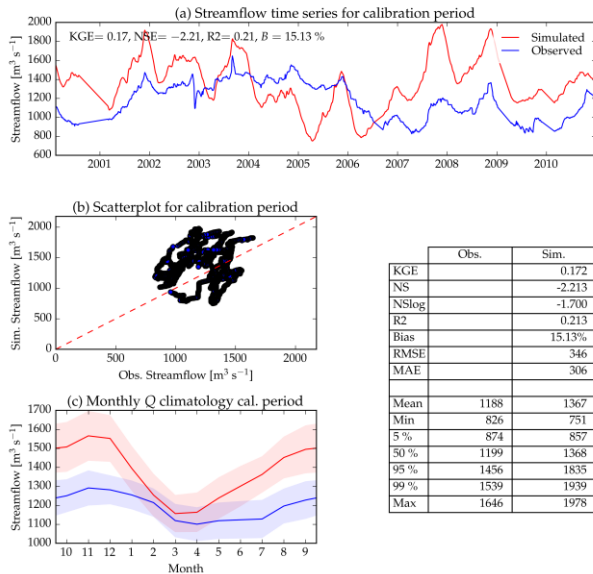 (a) Streamflow time series for calibration period
KGE= 0.17, NSE= −2.21, R2= 0.21, B = 15.13 %
Simulated
Observed
Streamflow [m³ s⁻¹]
2000
1800
1600
1400
1200
1000
800
600
2001 2002 2003 2004 2005 2006 2007 2008 2009 2010
(b) Scatterplot for calibration period
Sim. Streamflow [m³ s⁻¹]
2000
1500
1000
500
0
0 500 1000 1500 2000
Obs. Streamflow [m³ s⁻¹]
(c) Monthly Q climatology cal. period
Streamflow [m³ s⁻¹]
1700
1600
1500
1400
1300
1200
1100
1000
10 11 12 1 2 3 4 5 6 7 8 9
Month
Obs. Sim.
KGE 0.172
NS -2.213
NSlog -1.700
R2 0.213
Bias 15.13%
RMSE 346
MAE 306
Mean 1188 1367
Min 826 751
5 % 874 857
50 % 1199 1368
95 % 1456 1835
99 % 1539 1939
Max 1646 1978